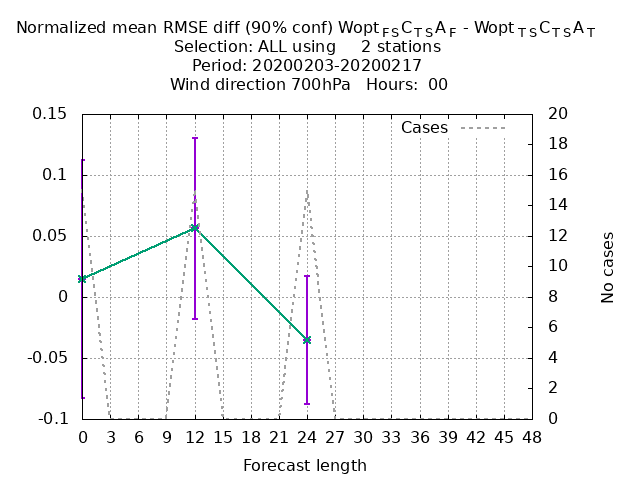 Normalized mean RMSE diff (90% conf) Wopt FS C TS A F - Wopt TS C TS A T
Selection: ALL using 2 stations
Period: 20200203-20200217
Wind direction 700hPa Hours: 00
Cases
0.15
0.1
0.05
0
-0.05
-0.1
20
18
16
14
12
10
8
6
4
2
0
No cases
0 3 6 9 12 15 18 21 24 27 30 33 36 39 42 45 48
Forecast length